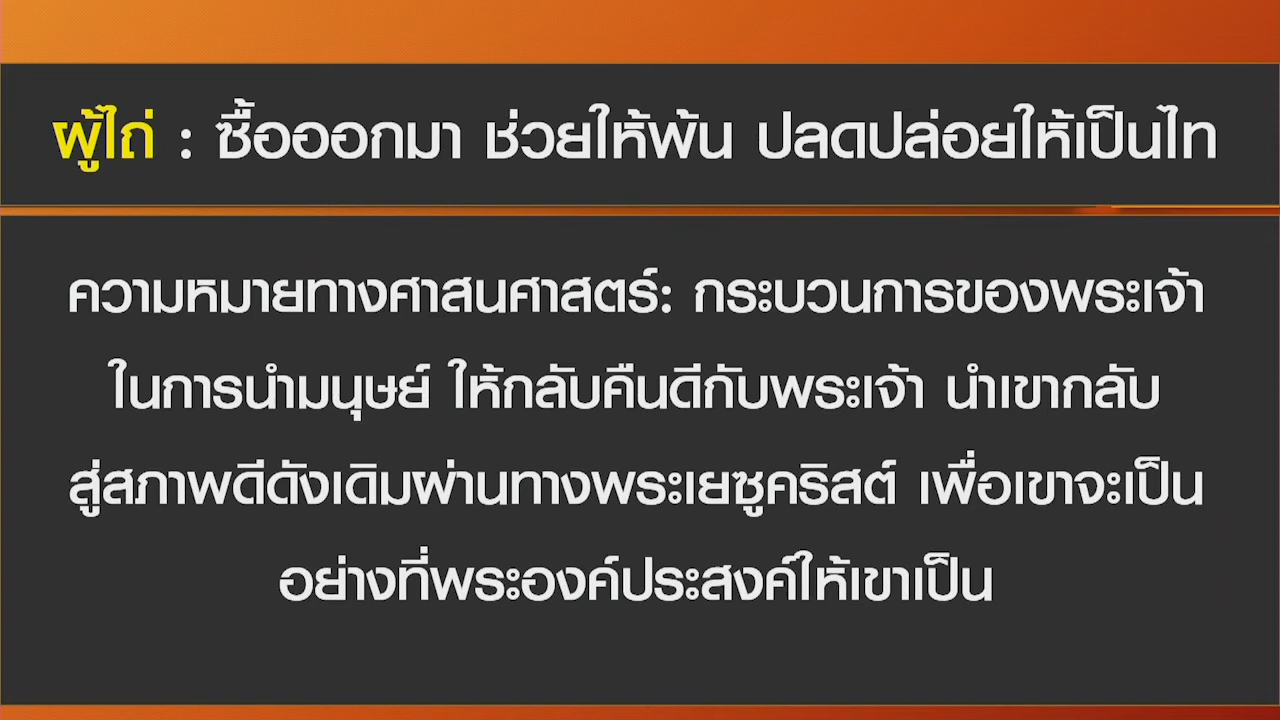 ผู้ไถ่ : ซื้อออกมา ช่วยให้พ้น ปลดปล่อยให้เป็นไท
ความหมายทางศาสนศาสตร์: กระบวนการของพระเจ้า
ในการนำมนุษย์ ให้กลับคืนดีกับพระเจ้า นำเขากลับ
สู่สภาพดีดังเดิมผ่านทางพระเยซูคริสต์ เพื่อเขาจะเป็น
อย่างที่พระองค์ประสงค์ให้เขาเป็น